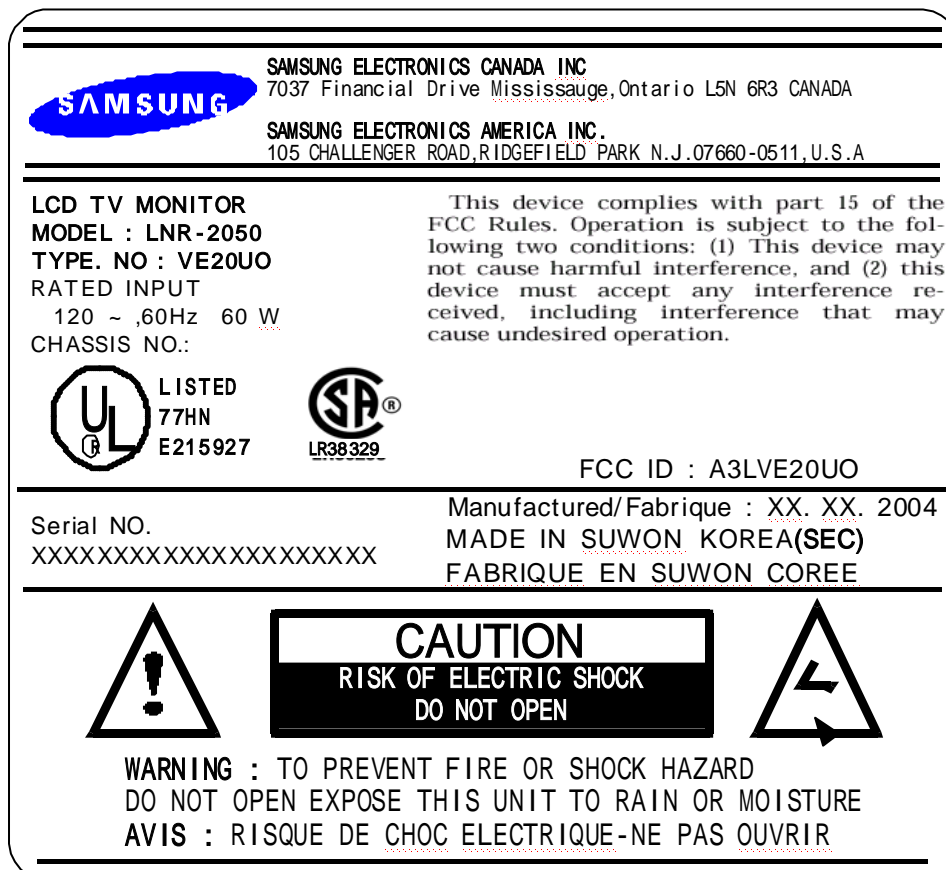 SAMSUNG
SAMSUNG ELECTRONICS CANADA INC
7037 Financial Drive Mississauge,Ontario L5N 6R3 CANADA
SAMSUNG ELECTRONICS AMERICA INC.
105 CHALLENGER ROAD,RIDGEFIELD PARK N.J.07660-0511,U.S.A
LCD TV MONITOR
MODEL : LNR-2050
TYPE. NO : VE20UO
RATED INPUT
120 ~ ,60Hz 60 W
CHASSIS NO.:
This device complies with part 15 of the
FCC Rules. Operation is subject to the fol-
lowing two conditions: (1) This device may
not cause harmful interference, and (2) this
device must accept any interference re-
ceived, including interference that may
cause undesired operation.
UL
®
LISTED
77HN
E215927
SA ®
LR38329
FCC ID : A3LVE20UO
Serial NO.
XXXXXXXXXXXXXXXXXXXXX
Manufactured/Fabrique : XX. XX. 2004
MADE IN SUWON KOREA(SEC)
FABRIQUE EN SUWON COREE
!
CAUTION
RISK OF ELECTRIC SHOCK
DO NOT OPEN
WARNING : TO PREVENT FIRE OR SHOCK HAZARD
DO NOT OPEN EXPOSE THIS UNIT TO RAIN OR MOISTURE
AVIS : RISQUE DE CHOC ELECTRIQUE-NE PAS OUVRIR